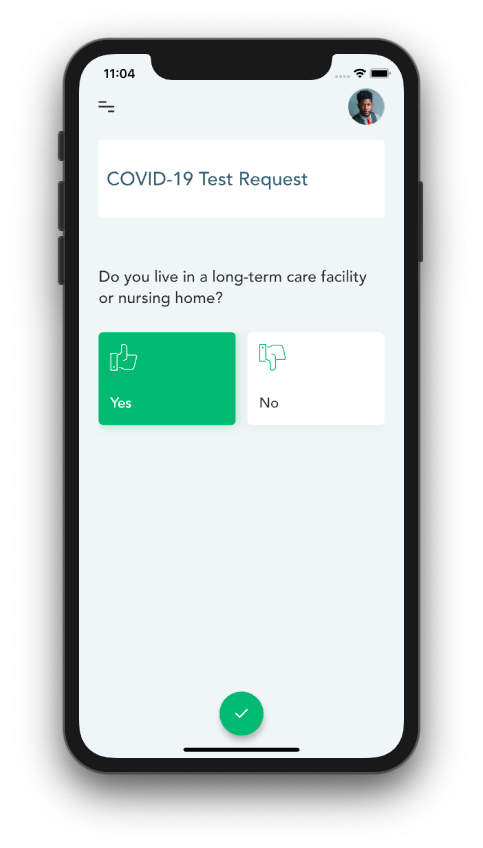 11:04
COVID-19 Test Request
Do you live in a long-term care facility
or nursing home?
Yes
No